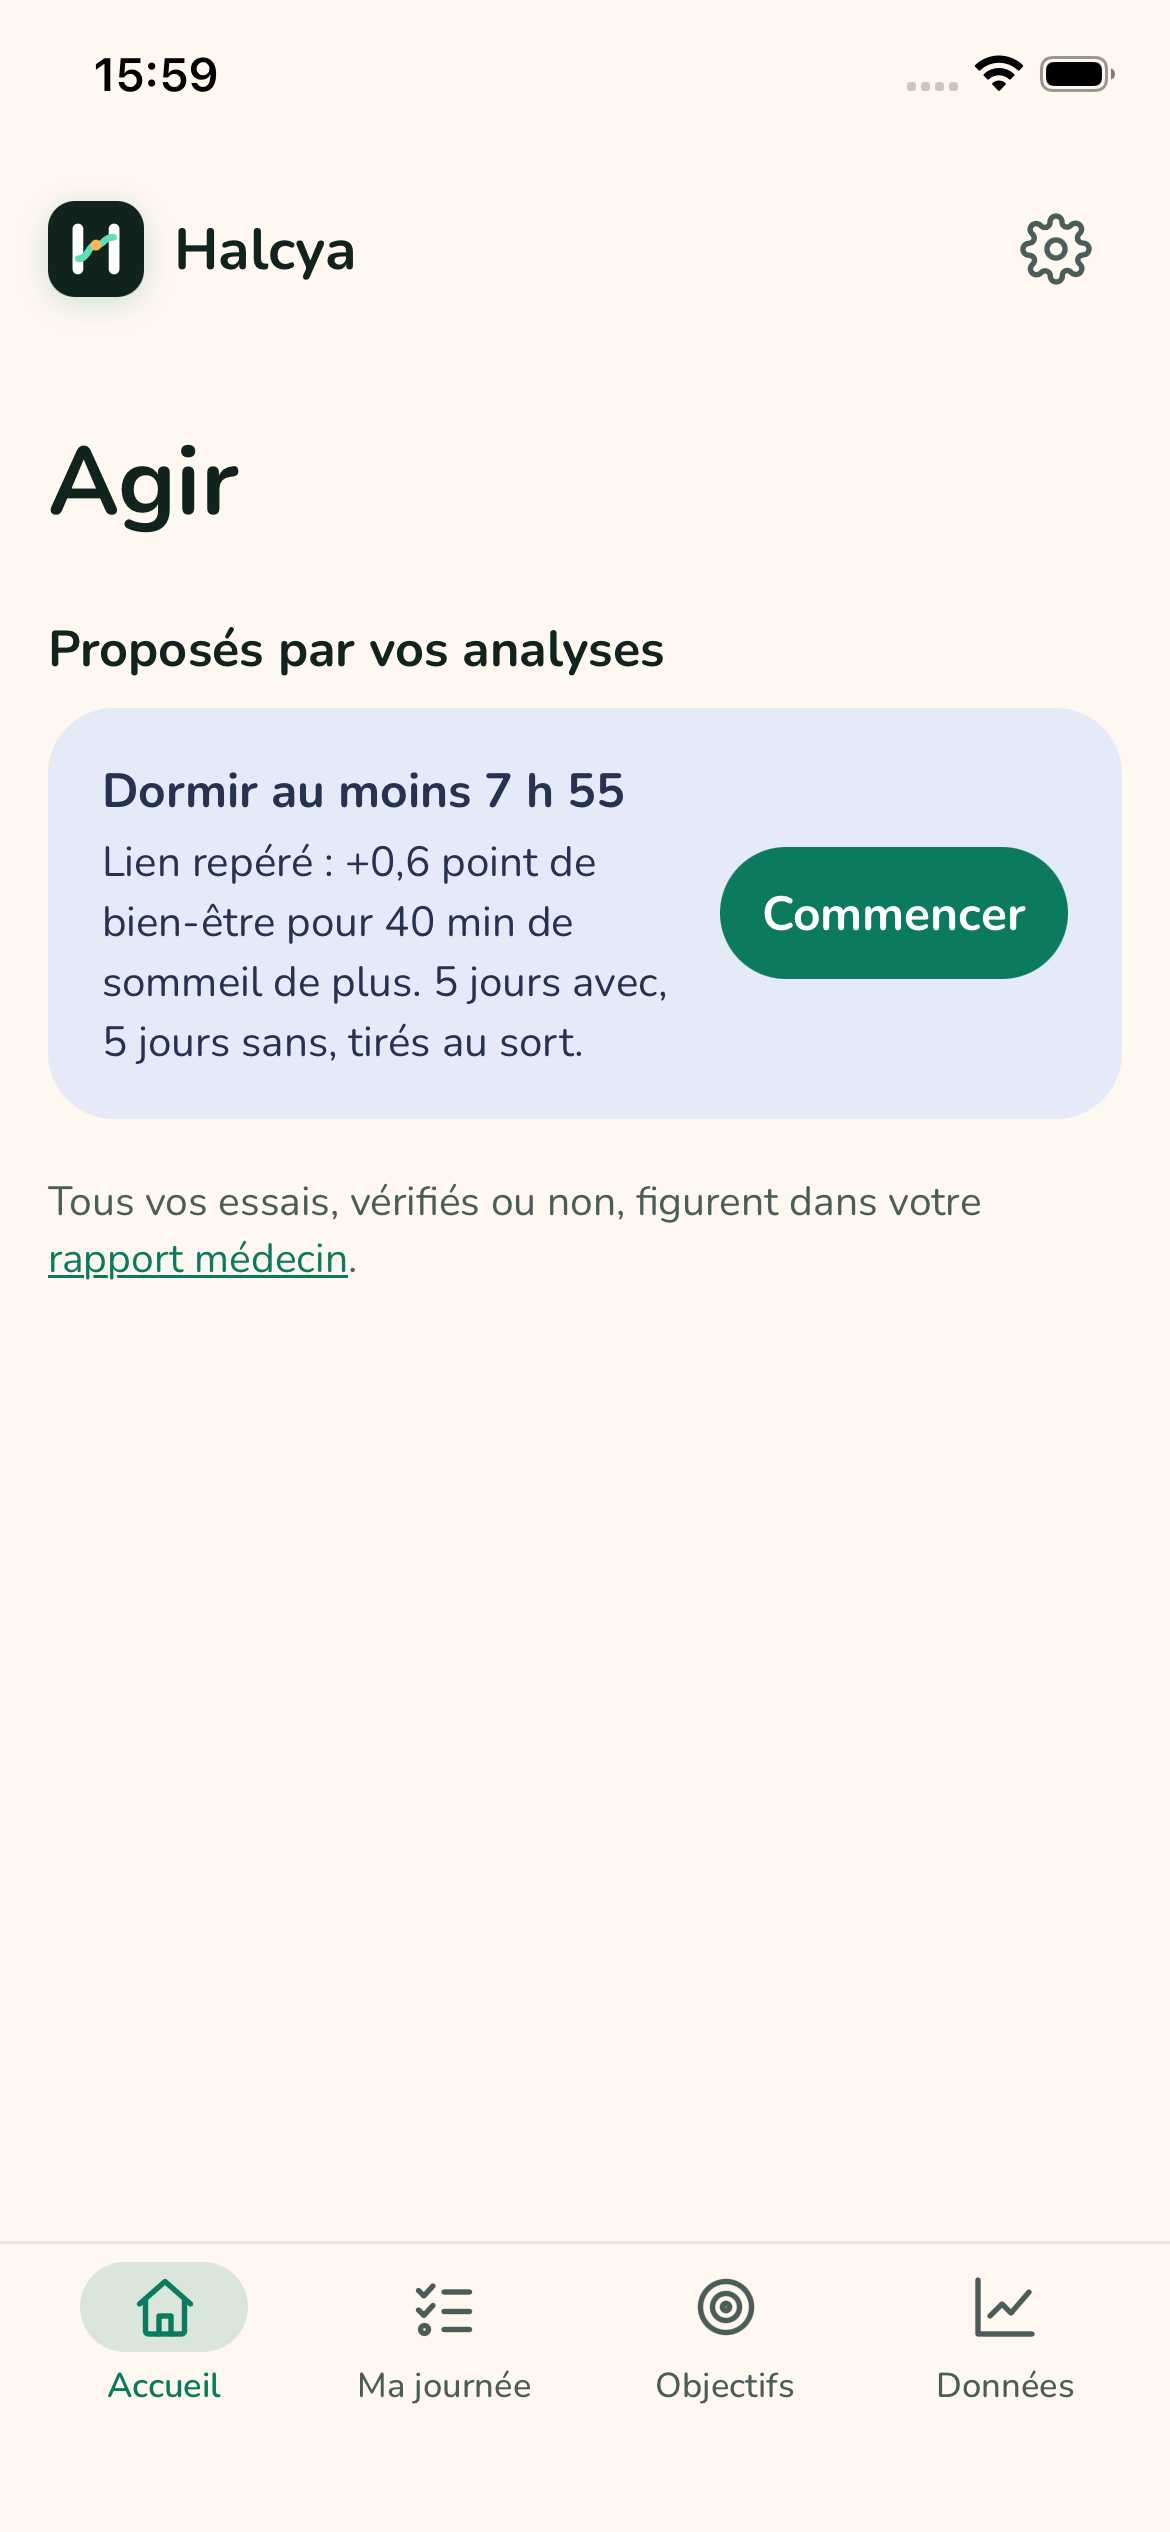 15:59
Halcya
Agir
Proposés par vos analyses
Dormir au moins 7 h 55
Lien repéré : +0,6 point de
bien-être pour 40 min de
sommeil de plus. 5 jours avec,
5 jours sans, tirés au sort.
Commencer
Tous vos essais, vérifiés ou non, figurent dans votre
rapport médecin.
Accueil
Ma journée
Objectifs
Données